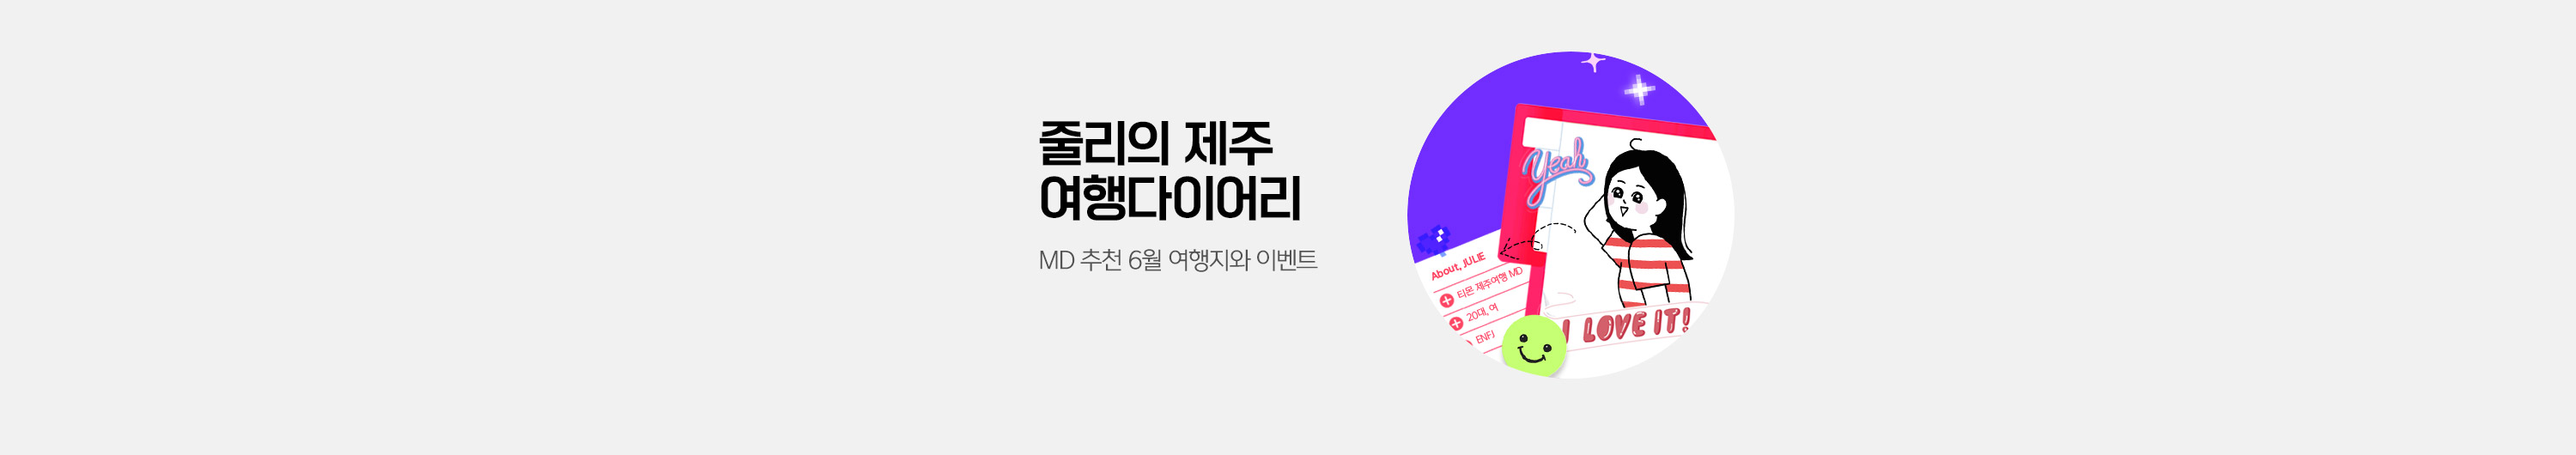 줄리의 제주
여행다이어리
MD 추천 6월 여행지와 이벤트
Yeah
About, JULIE
티몬 제주여행 MD
20대, 여
ENFJ
I LOVE IT!